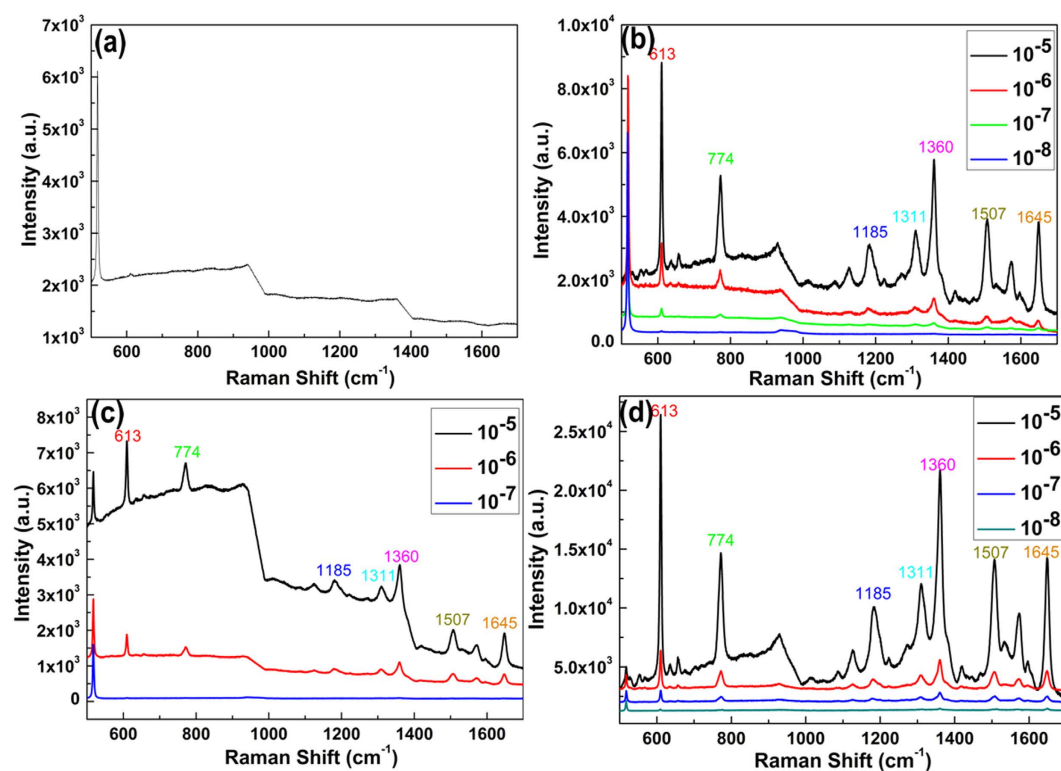 (a)
7x10³
6x10³
5x10³
4x10³
3x10³
2x10³
1x10³
Intensity (a.u.)
600 800 1000 1200 1400 1600
Raman Shift (cm⁻¹)
(b)
1.0x10⁴
8.0x10³
6.0x10³
4.0x10³
2.0x10³
0.0
Intensity (a.u.)
613
774
1185
1311
1360
1507
1645
10⁻⁵
10⁻⁶
10⁻⁷
10⁻⁸
600 800 1000 1200 1400 1600
Raman Shift (cm⁻¹)
(c)
8x10³
7x10³
6x10³
5x10³
4x10³
3x10³
2x10³
1x10³
0
Intensity (a.u.)
613
774
1185
1311
1360
1507
1645
10⁻⁵
10⁻⁶
10⁻⁷
600 800 1000 1200 1400 1600
Raman Shift (cm⁻¹)
(d)
2.5x10⁴
2.0x10⁴
1.5x10⁴
1.0x10⁴
5.0x10³
Intensity (a.u.)
613
774
1185
1311
1360
1507
1645
10⁻⁵
10⁻⁶
10⁻⁷
10⁻⁸
600 800 1000 1200 1400 1600
Raman Shift (cm⁻¹)